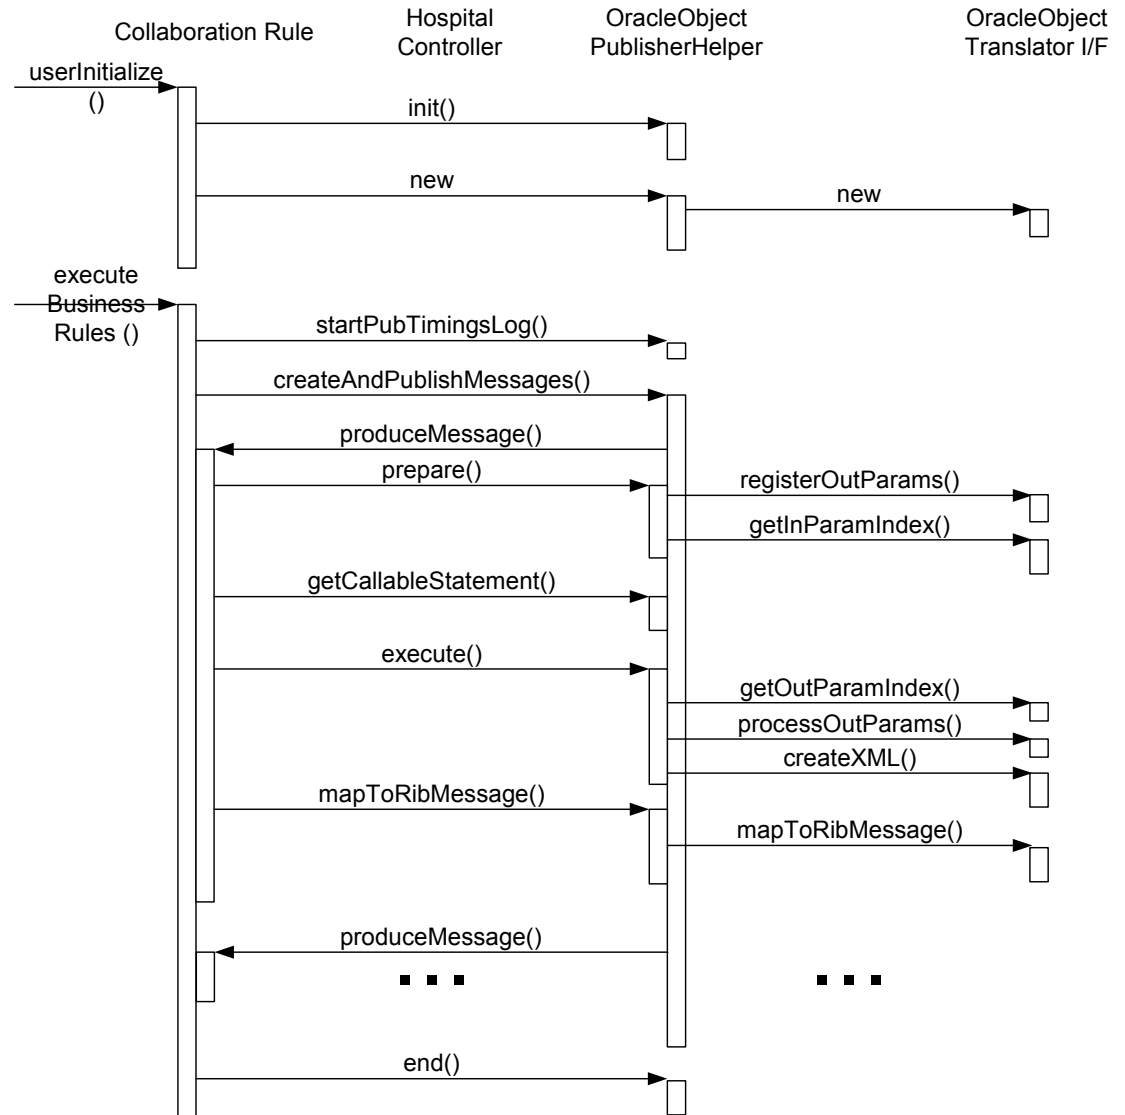 Collaboration Rule
Hospital
Controller
OracleObject
PublisherHelper
OracleObject
Translator I/F
userInitialize
()
init()
new
new
execute
Business
Rules ()
startPubTimingsLog()
createAndPublishMessages()
produceMessage()
prepare()
registerOutParams()
getInParamIndex()
getCallableStatement()
execute()
getOutParamIndex()
processOutParams()
createXML()
mapToRibMessage()
mapToRibMessage()
produceMessage()
end()